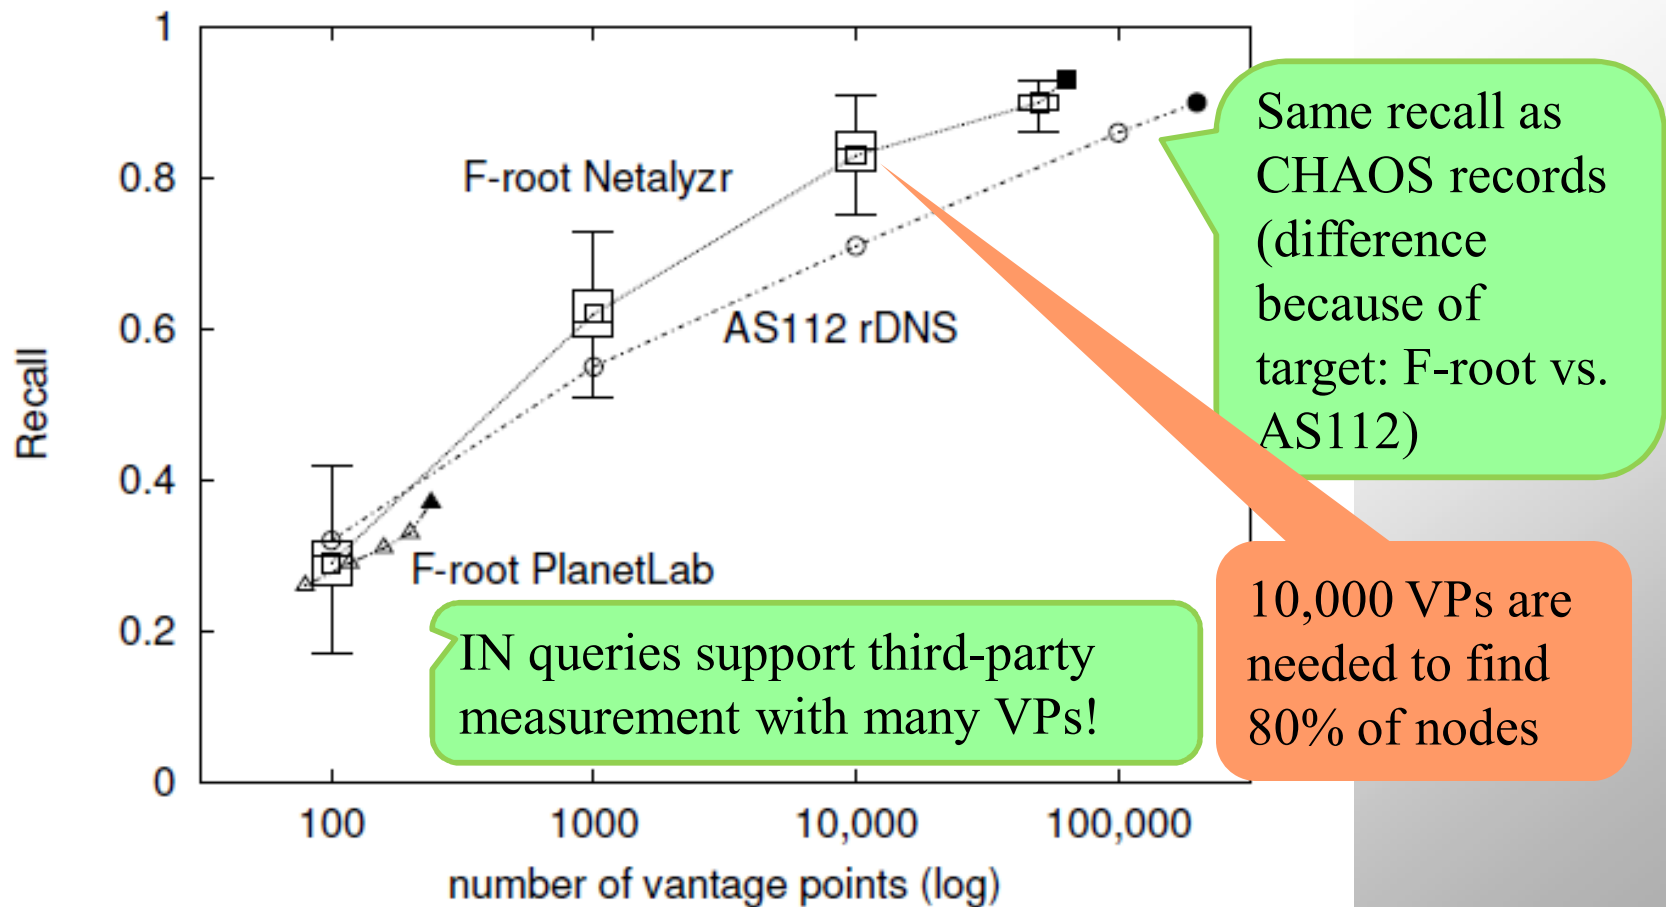 1
0.8
0.6
0.4
0.2
0
Recall
100
1000
10,000
100,000
number of vantage points (log)
F-root Netalyzr
AS112 rDNS
F-root PlanetLab
Same recall as
CHAOS records
(difference
because of
target: F-root vs.
AS112)
IN queries support third-party
measurement with many VPs!
10,000 VPs are
needed to find
80% of nodes